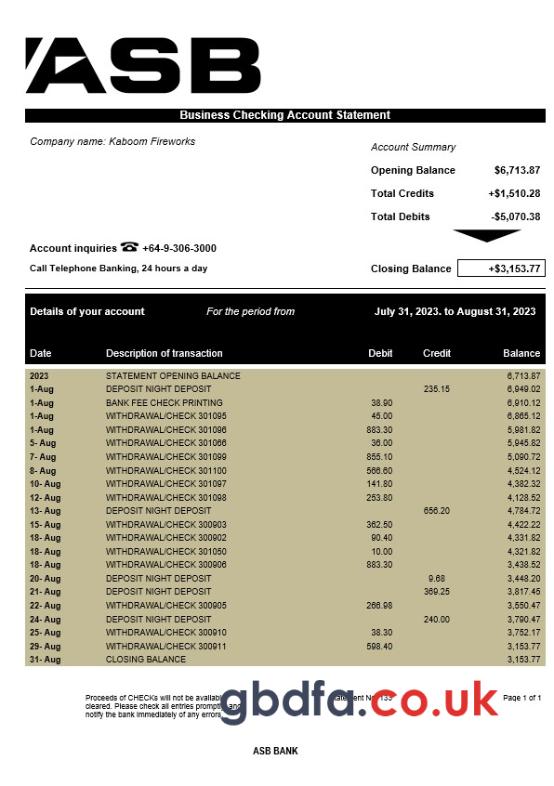 ASB
Business Checking Account Statement
Company name: Kaboom Fireworks
Account Summary
Opening Balance $6,713.87
Total Credits +$1,510.28
Total Debits -$5,070.38
Account inquiries ☎ +64-9-306-3000
Call Telephone Banking, 24 hours a day
Closing Balance +$3,153.77
Details of your account For the period from July 31, 2023. to August 31, 2023
Date Description of transaction Debit Credit Balance
2023 STATEMENT OPENING BALANCE 6,713.87
1-Aug DEPOSIT NIGHT DEPOSIT 235.15 6,949.02
1-Aug BANK FEE CHECK PRINTING 38.90 6,910.12
1-Aug WITHDRAWAL/CHECK 301095 45.00 6,865.12
1-Aug WITHDRAWAL/CHECK 301096 883.30 5,981.82
5- Aug WITHDRAWAL/CHECK 301066 36.00 5,945.82
7- Aug WITHDRAWAL/CHECK 301099 855.10 5,090.72
8- Aug WITHDRAWAL/CHECK 301100 566.60 4,524.12
10- Aug WITHDRAWAL/CHECK 301097 141.80 4,382.32
12- Aug WITHDRAWAL/CHECK 301098 253.80 4,128.52
13- Aug DEPOSIT NIGHT DEPOSIT 656.20 4,784.72
15- Aug WITHDRAWAL/CHECK 300903 362.50 4,422.22
18- Aug WITHDRAWAL/CHECK 300902 90.40 4,331.82
18- Aug WITHDRAWAL/CHECK 301050 10.00 4,321.82
18- Aug WITHDRAWAL/CHECK 300906 883.30 3,438.52
20- Aug DEPOSIT NIGHT DEPOSIT 9.68 3,448.20
21- Aug DEPOSIT NIGHT DEPOSIT 369.25 3,817.45
22- Aug WITHDRAWAL/CHECK 300905 266.98 3,550.47
24- Aug DEPOSIT NIGHT DEPOSIT 240.00 3,790.47
25- Aug WITHDRAWAL/CHECK 300910 38.30 3,752.17
29- Aug WITHDRAWAL/CHECK 300911 598.40 3,153.77
31- Aug CLOSING BALANCE 3,153.77
Proceeds of CHECKs will not be No 133 Page 1 of 1
cleared. Please check all entries and
notify the bank immediately of any errors
gbdfa.co.uk
ASB BANK